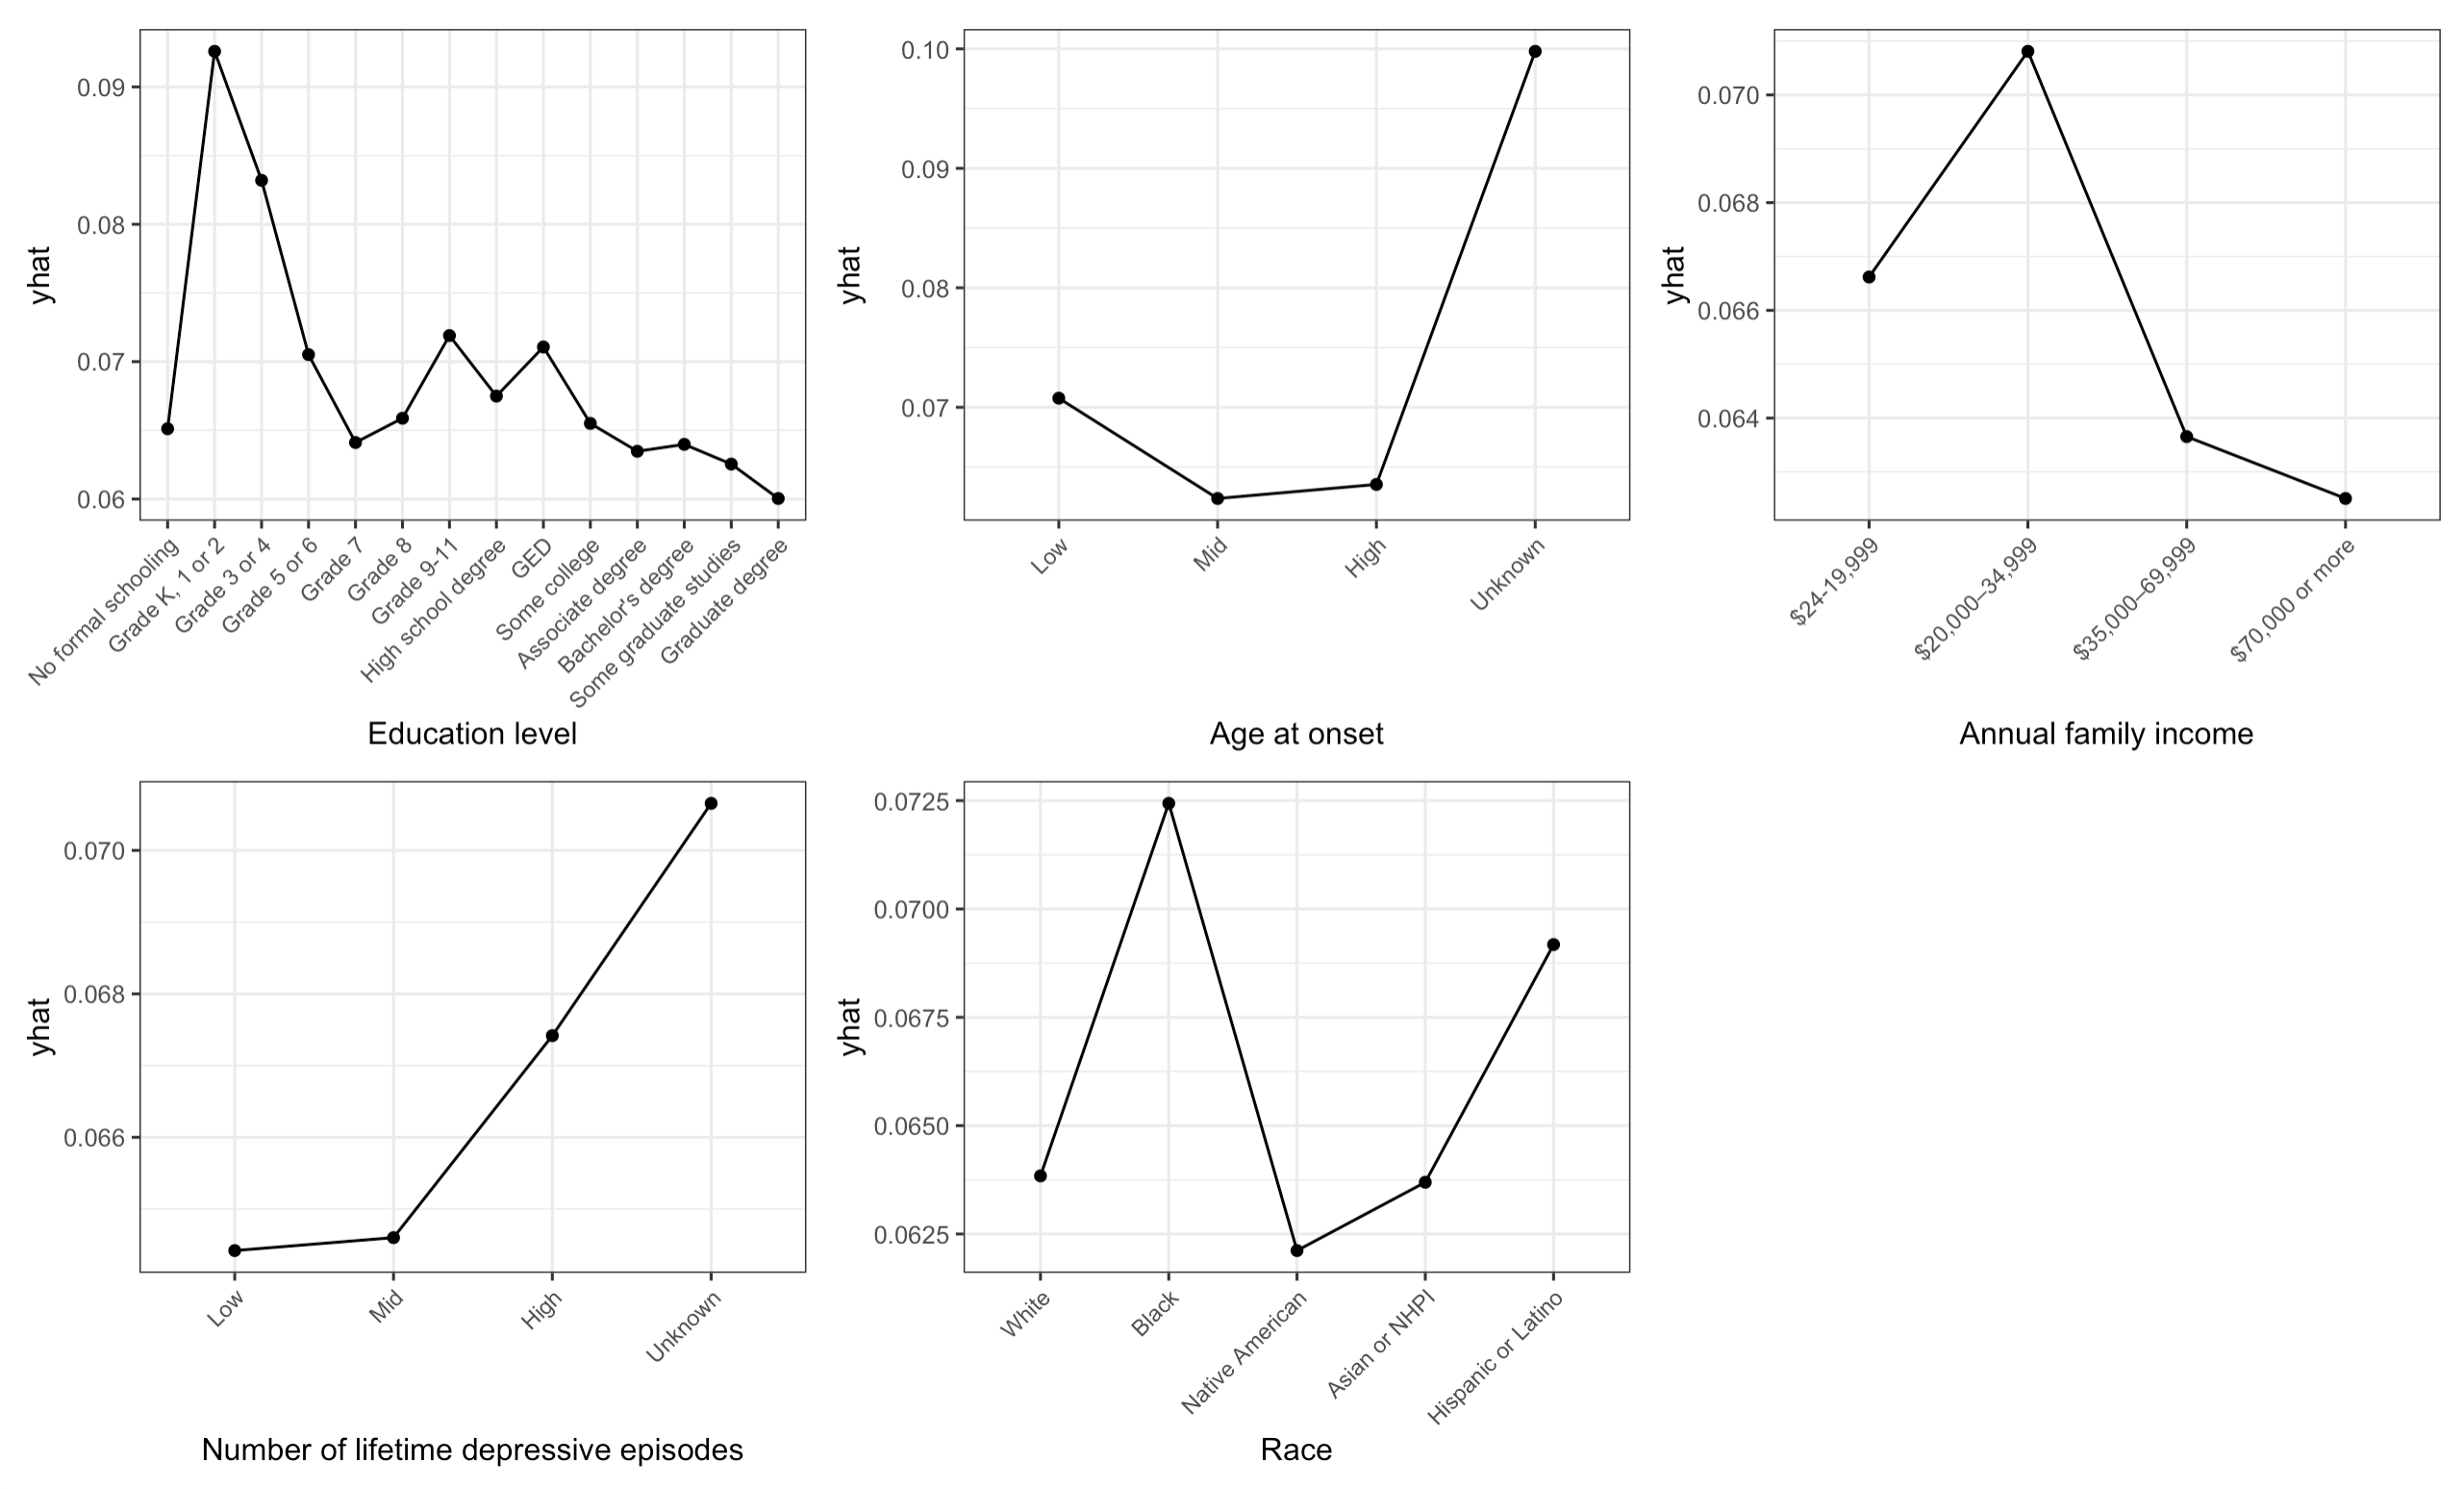 yhat
0.09
0.08
0.07
0.06
No formal schooling
Grade K, 1 or 2
Grade 3 or 4
Grade 5 or 6
Grade 7
Grade 8
Grade 9-11
High school degree
GED
Some college
Associate degree
Bachelor's degree
Some graduate studies
Graduate degree
Education level
yhat
0.10
0.09
0.08
0.07
Low
Mid
High
Unknown
Age at onset
yhat
0.070
0.068
0.066
0.064
$24-19,999
$20,000–34,999
$35,000–69,999
$70,000 or more
Annual family income
yhat
0.070
0.068
0.066
Low
Mid
High
Unknown
Number of lifetime depressive episodes
yhat
0.0725
0.0700
0.0675
0.0650
0.0625
White
Black
Native American
Asian or NHPI
Hispanic or Latino
Race